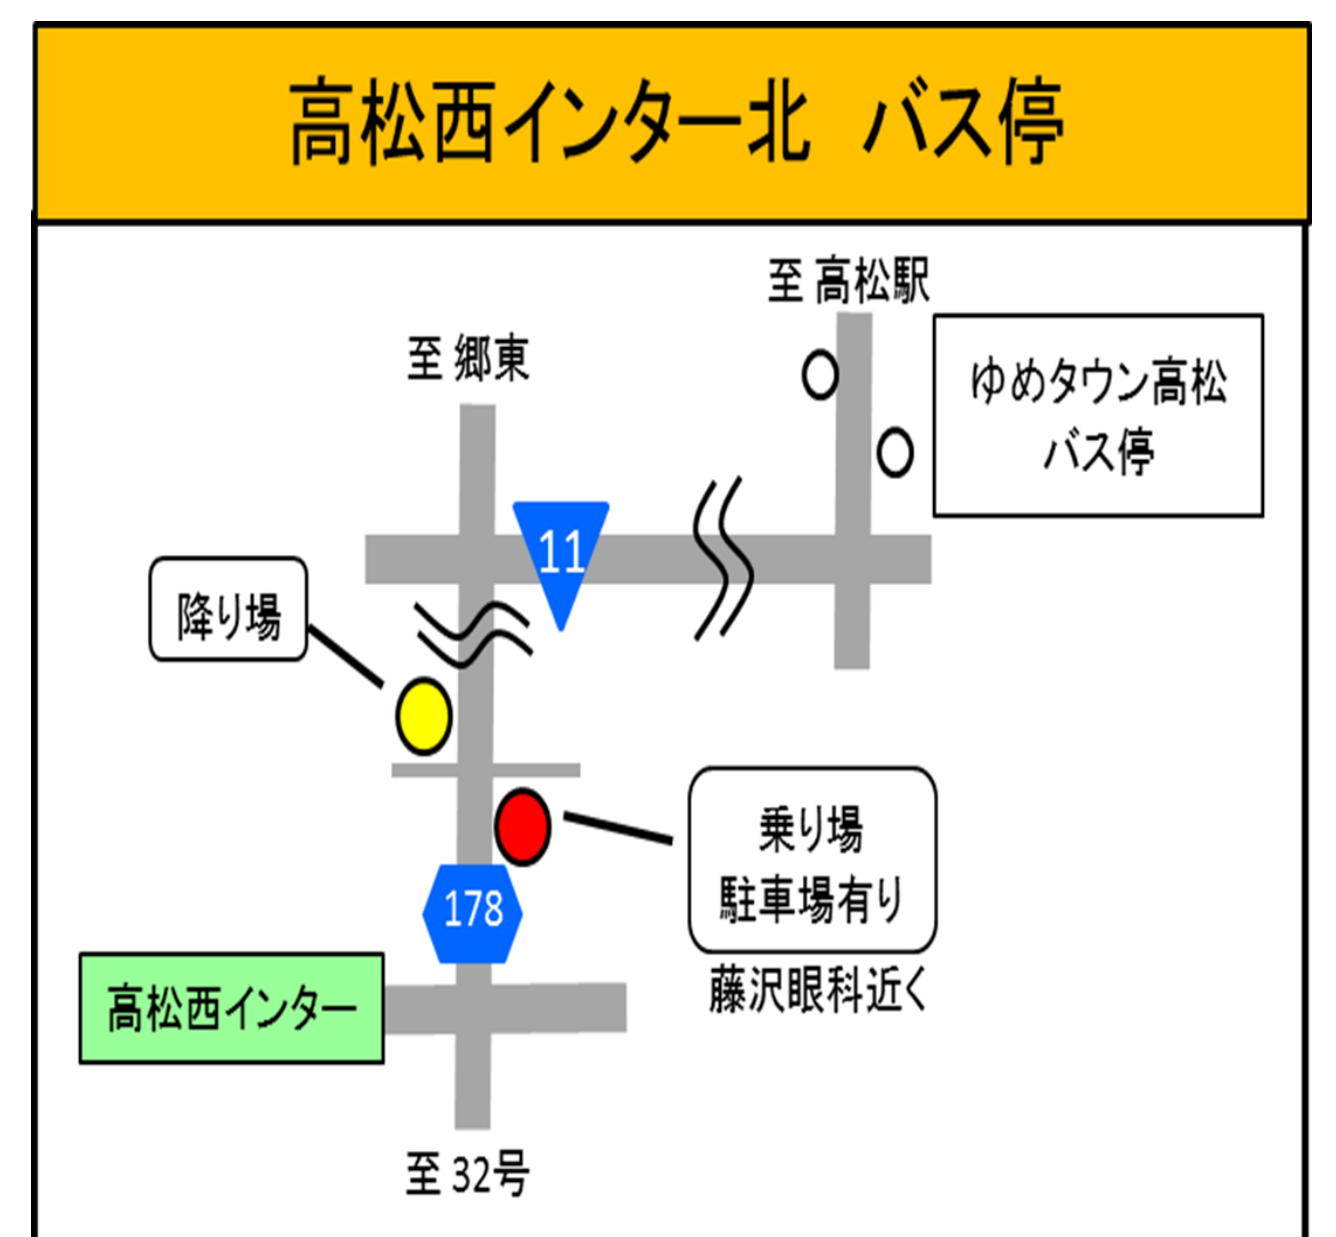 高松西インター北　バス停
至 高松駅
ゆめタウン高松
バス停
至 郷東
11
降り場
乗り場
駐車場有り
藤沢眼科近く
178
高松西インター
至 32号